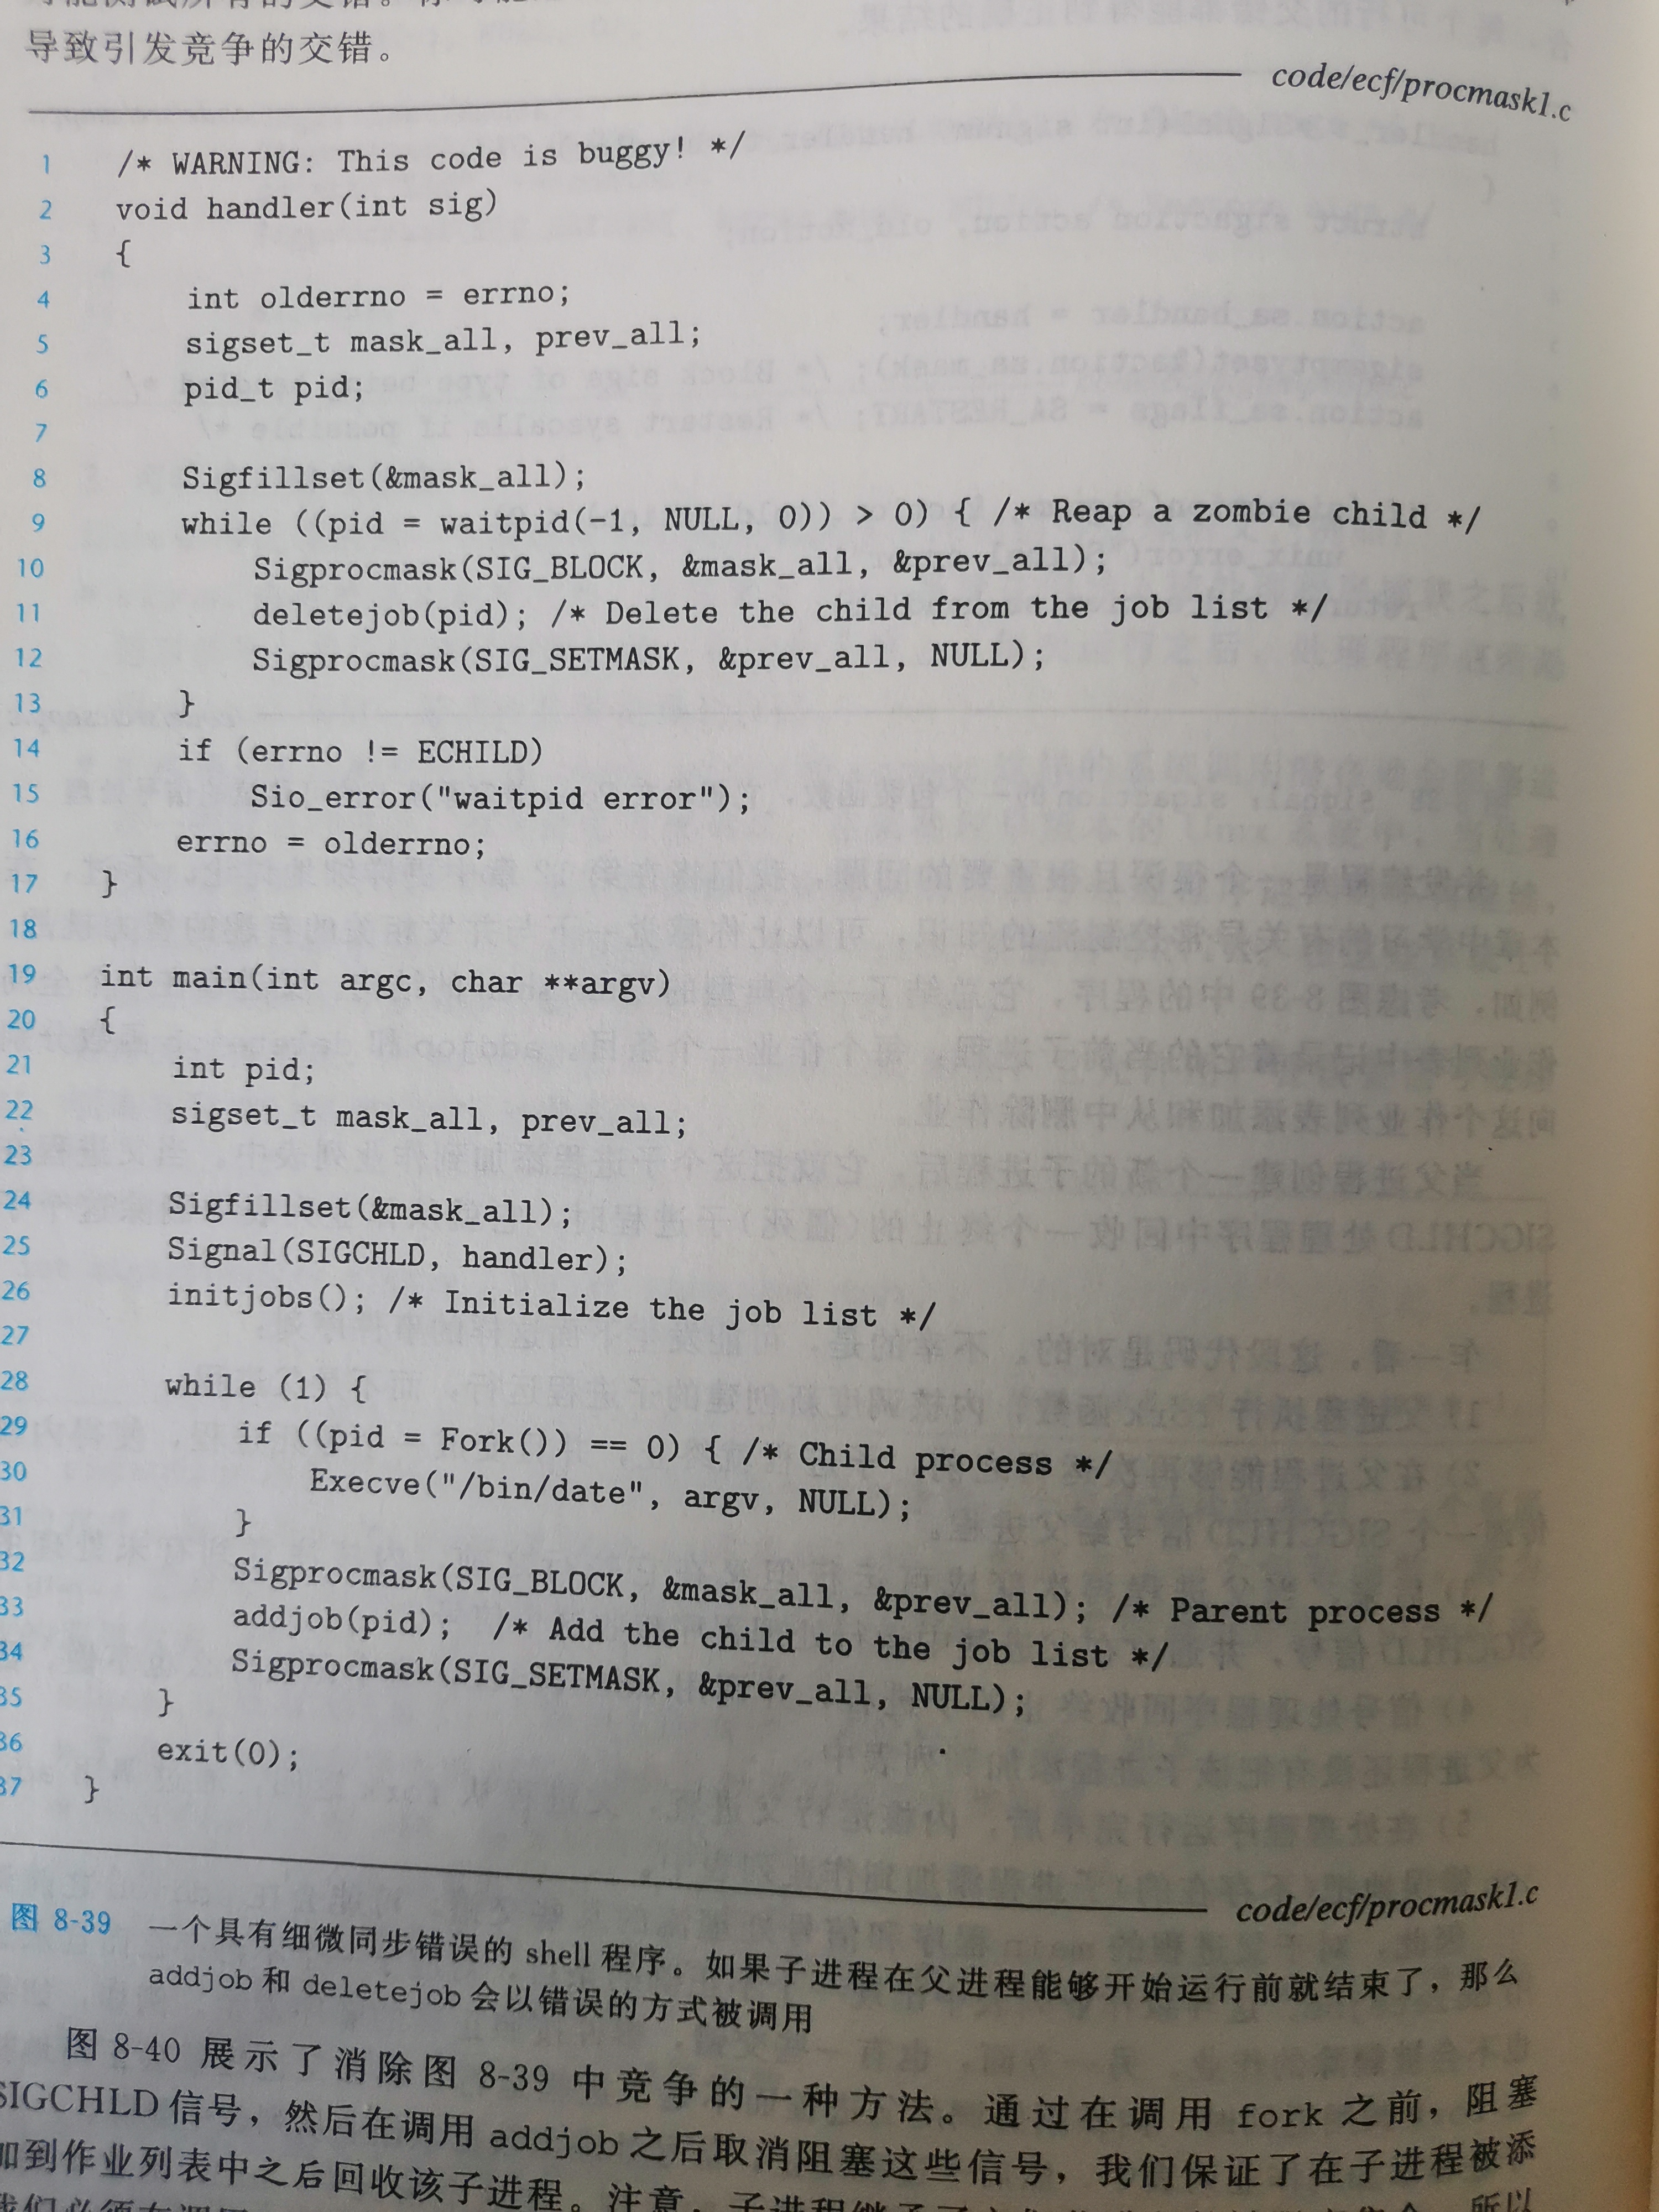 导致引发竞争的交错。
code/ecf/procmask1.c
1 /* WARNING: This code is buggy! */
2 void handler(int sig)
3 {
4 int olderrno = errno;
5 sigset_t mask_all, prev_all;
6 pid_t pid;
7
8 Sigfillset(&mask_all);
9 while ((pid = waitpid(-1, NULL, 0)) > 0) { /* Reap a zombie child */
10 Sigprocmask(SIG_BLOCK, &mask_all, &prev_all);
11 deletejob(pid); /* Delete the child from the job list */
12 Sigprocmask(SIG_SETMASK, &prev_all, NULL);
13 }
14 if (errno != ECHILD)
15 Sio_error("waitpid error");
16 errno = olderrno;
17 }
18
19 int main(int argc, char **argv)
20 {
21 int pid;
22 sigset_t mask_all, prev_all;
23
24 Sigfillset(&mask_all);
25 Signal(SIGCHLD, handler);
26 initjobs(); /* Initialize the job list */
27
28 while (1) {
29 if ((pid = Fork()) == 0) { /* Child process */
30 Execve("/bin/date", argv, NULL);
31 }
32 Sigprocmask(SIG_BLOCK, &mask_all, &prev_all); /* Parent process */
33 addjob(pid); /* Add the child to the job list */
34 Sigprocmask(SIG_SETMASK, &prev_all, NULL);
35 }
36 exit(0);
37 }
code/ecf/procmask1.c
图 8-39 一个具有细微同步错误的 shell 程序。如果子进程在父进程能够开始运行前就结束了，那么
addjob 和 deletejob 会以错误的方式被调用
图 8-40 展示了消除图 8-39 中竞争的一种方法。通过在调用 fork 之前，阻塞
SIGCHLD 信号，然后在调用 addjob 之后取消阻塞这些信号，我们保证了在子进程被添
加到作业列表中之后回收该子进程。注意，子进程继承了